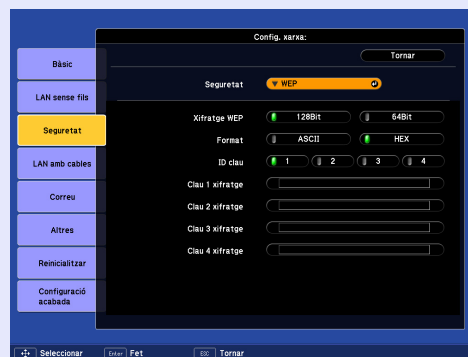 Config. xarxa:
Tornar
Bàsic
LAN sense fils
Seguretat
LAN amb cables
Correu
Altres
Reinicialitzar
Configuració
acabada
Seguretat WEP
Xifratge WEP 128Bit 64Bit
Format ASCII HEX
ID clau 1 2 3 4
Clau 1 xifratge
Clau 2 xifratge
Clau 3 xifratge
Clau 4 xifratge
Seleccionar Enter Fet ESC Tornar